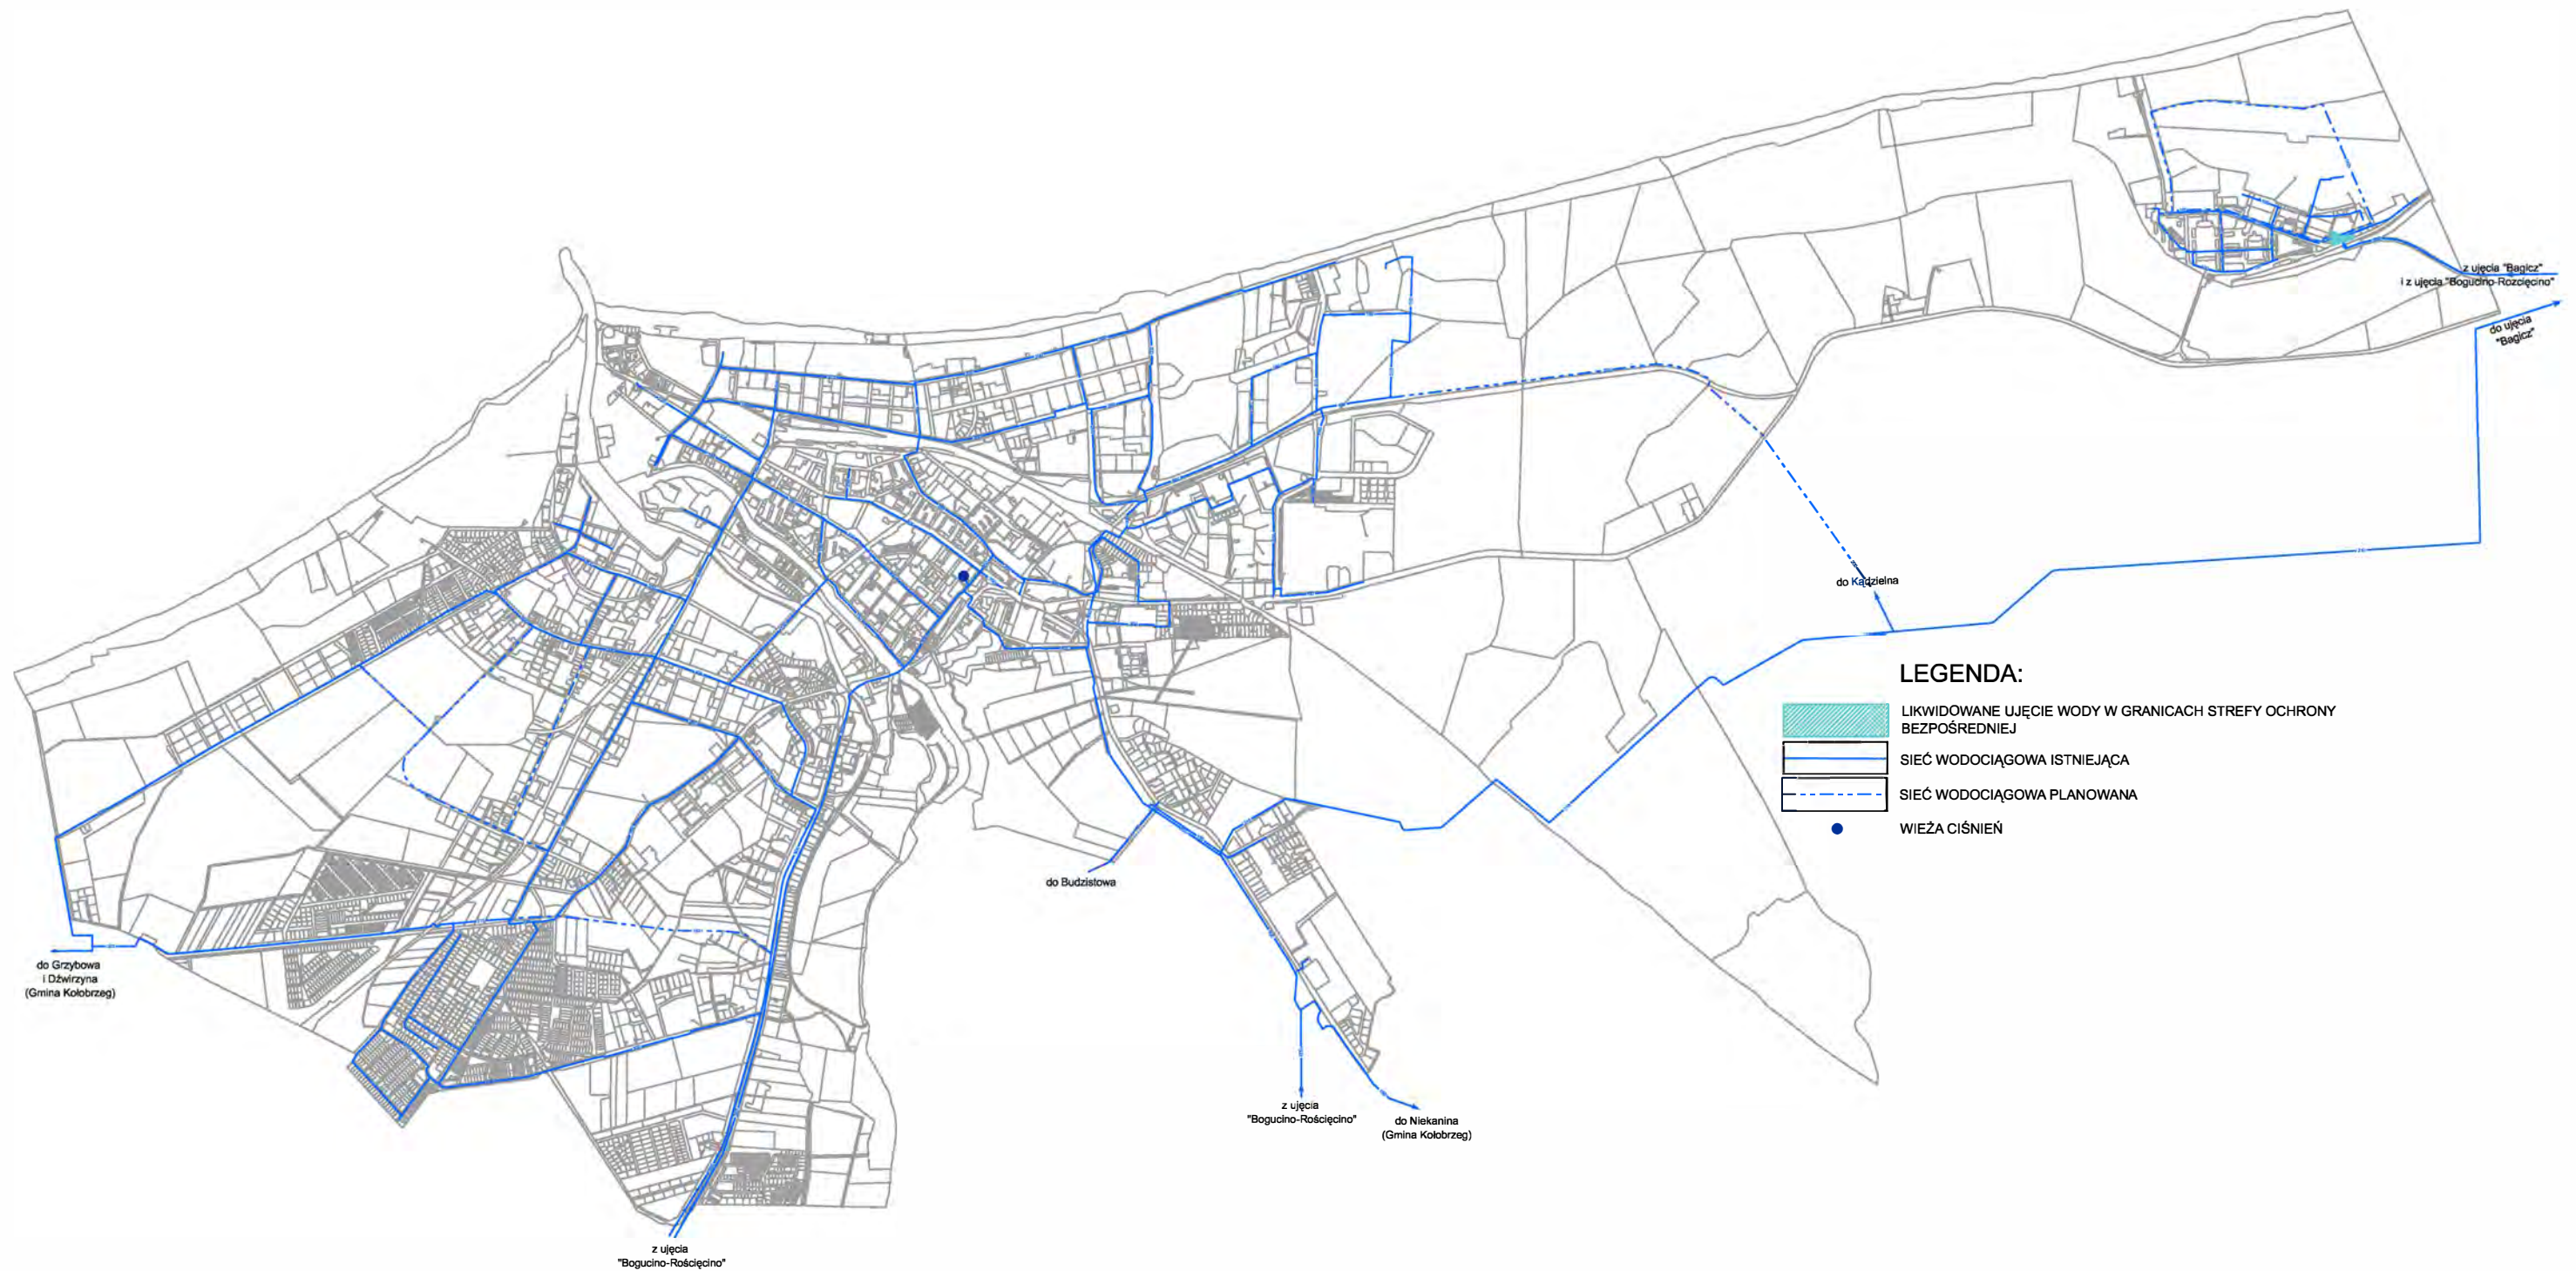 z ujęcia "Bagicz"
i z ujęcia "Bogucino-Rozcięcino"
do ujęcia
"Bagicz"
do Kądzielna
LEGENDA:
LIKWIDOWANE UJĘCIE WODY W GRANICACH STREFY OCHRONY
BEZPOŚREDNIEJ
SIEĆ WODOCIĄGOWA ISTNIEJĄCA
SIEĆ WODOCIĄGOWA PLANOWANA
WIEŻA CIŚNIEŃ
do Budzistowa
do Grzybowa
i Dźwirzyna
(Gmina Kołobrzeg)
z ujęcia
"Bogucino-Rościęcino"
do Niekanina
(Gmina Kołobrzeg)
z ujęcia
"Bogucino-Rościęcino"